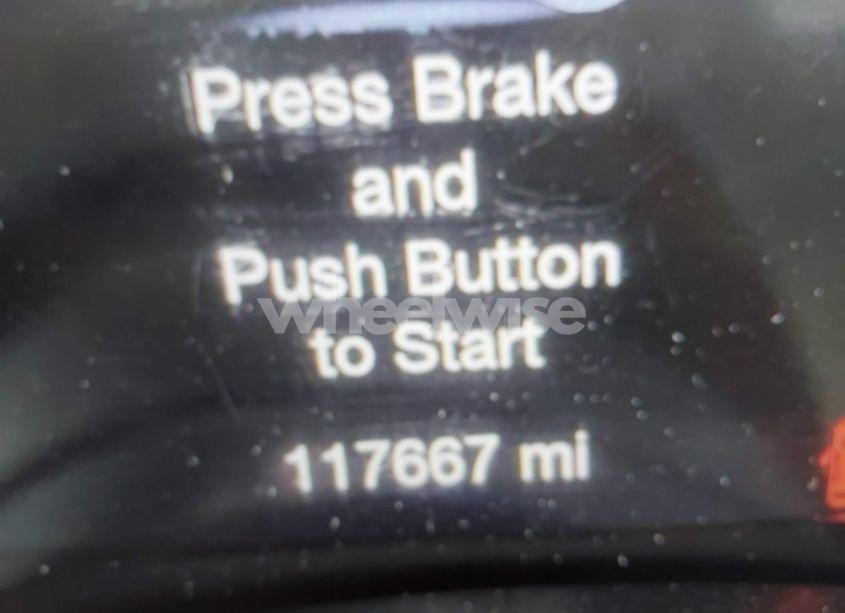 Press Brake
and
Push Button
wheelwise
to Start
117667 mi